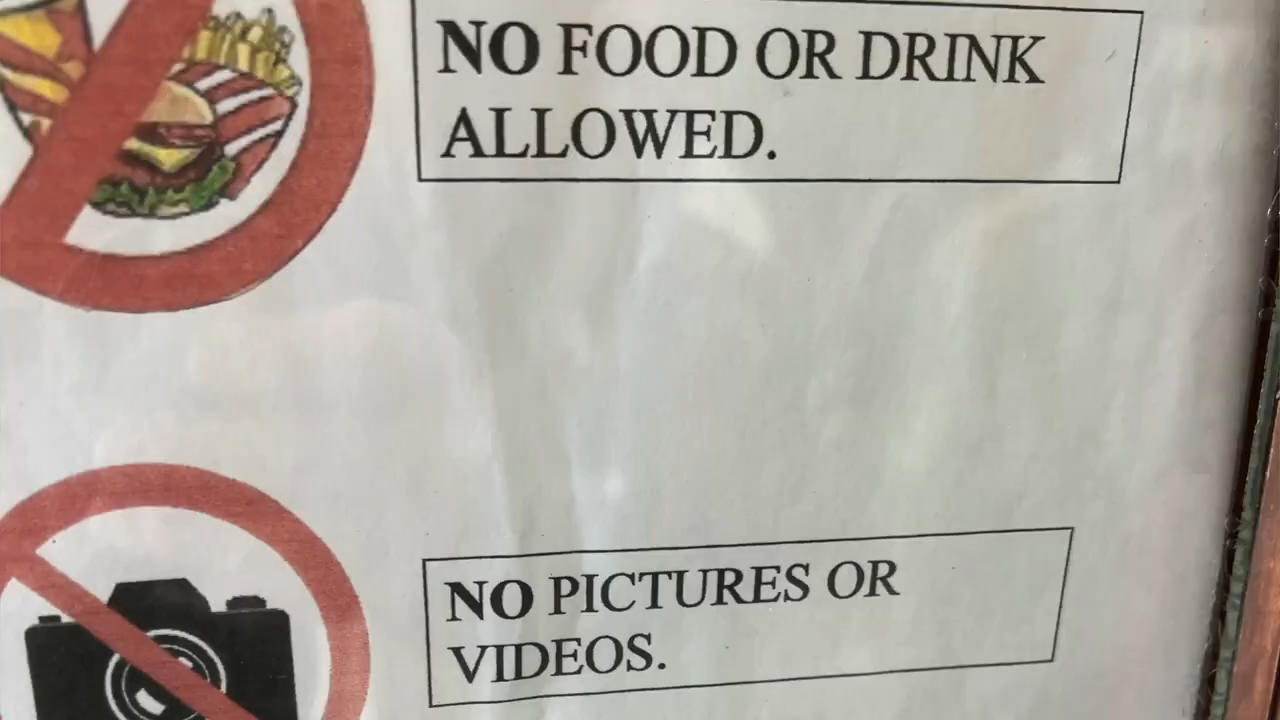 NO FOOD OR DRINK
ALLOWED.
NO PICTURES OR
VIDEOS.